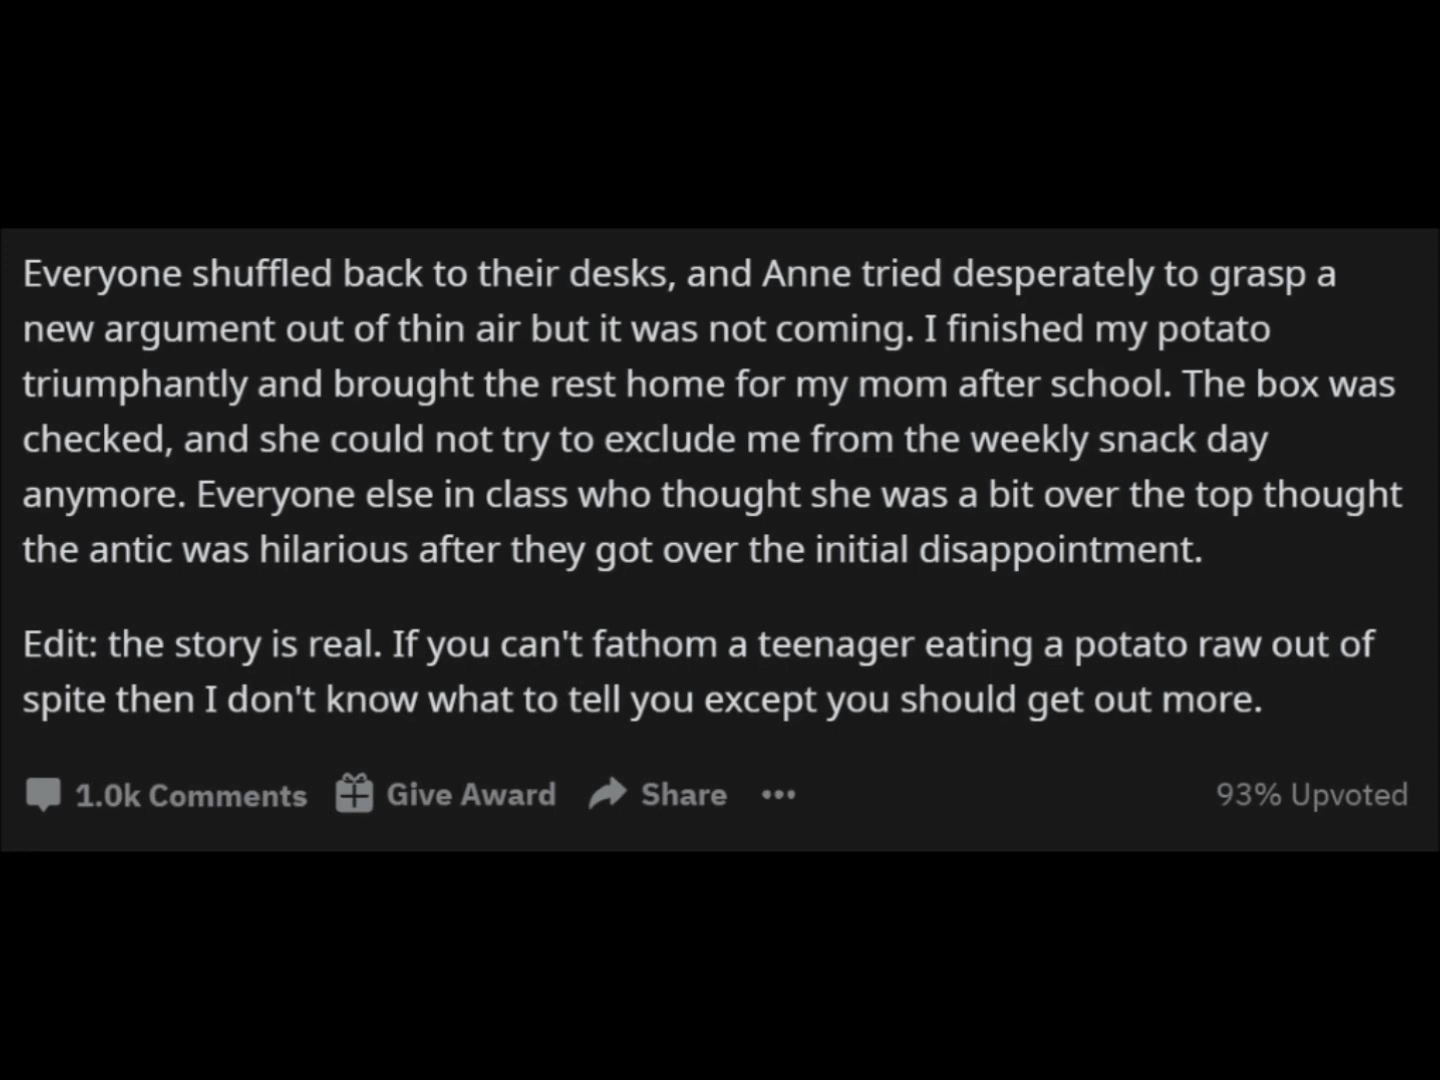 Everyone shuffled back to their desks, and Anne tried desperately to grasp a
new argument out of thin air but it was not coming. I finished my potato
triumphantly and brought the rest home for my mom after school. The box was
checked, and she could not try to exclude me from the weekly snack day
anymore. Everyone else in class who thought she was a bit over the top thought
the antic was hilarious after they got over the initial disappointment.
Edit: the story is real. If you can't fathom a teenager eating a potato raw out of
spite then I don't know what to tell you except you should get out more.
1.0k Comments Give Award Share ••• 93% Upvoted